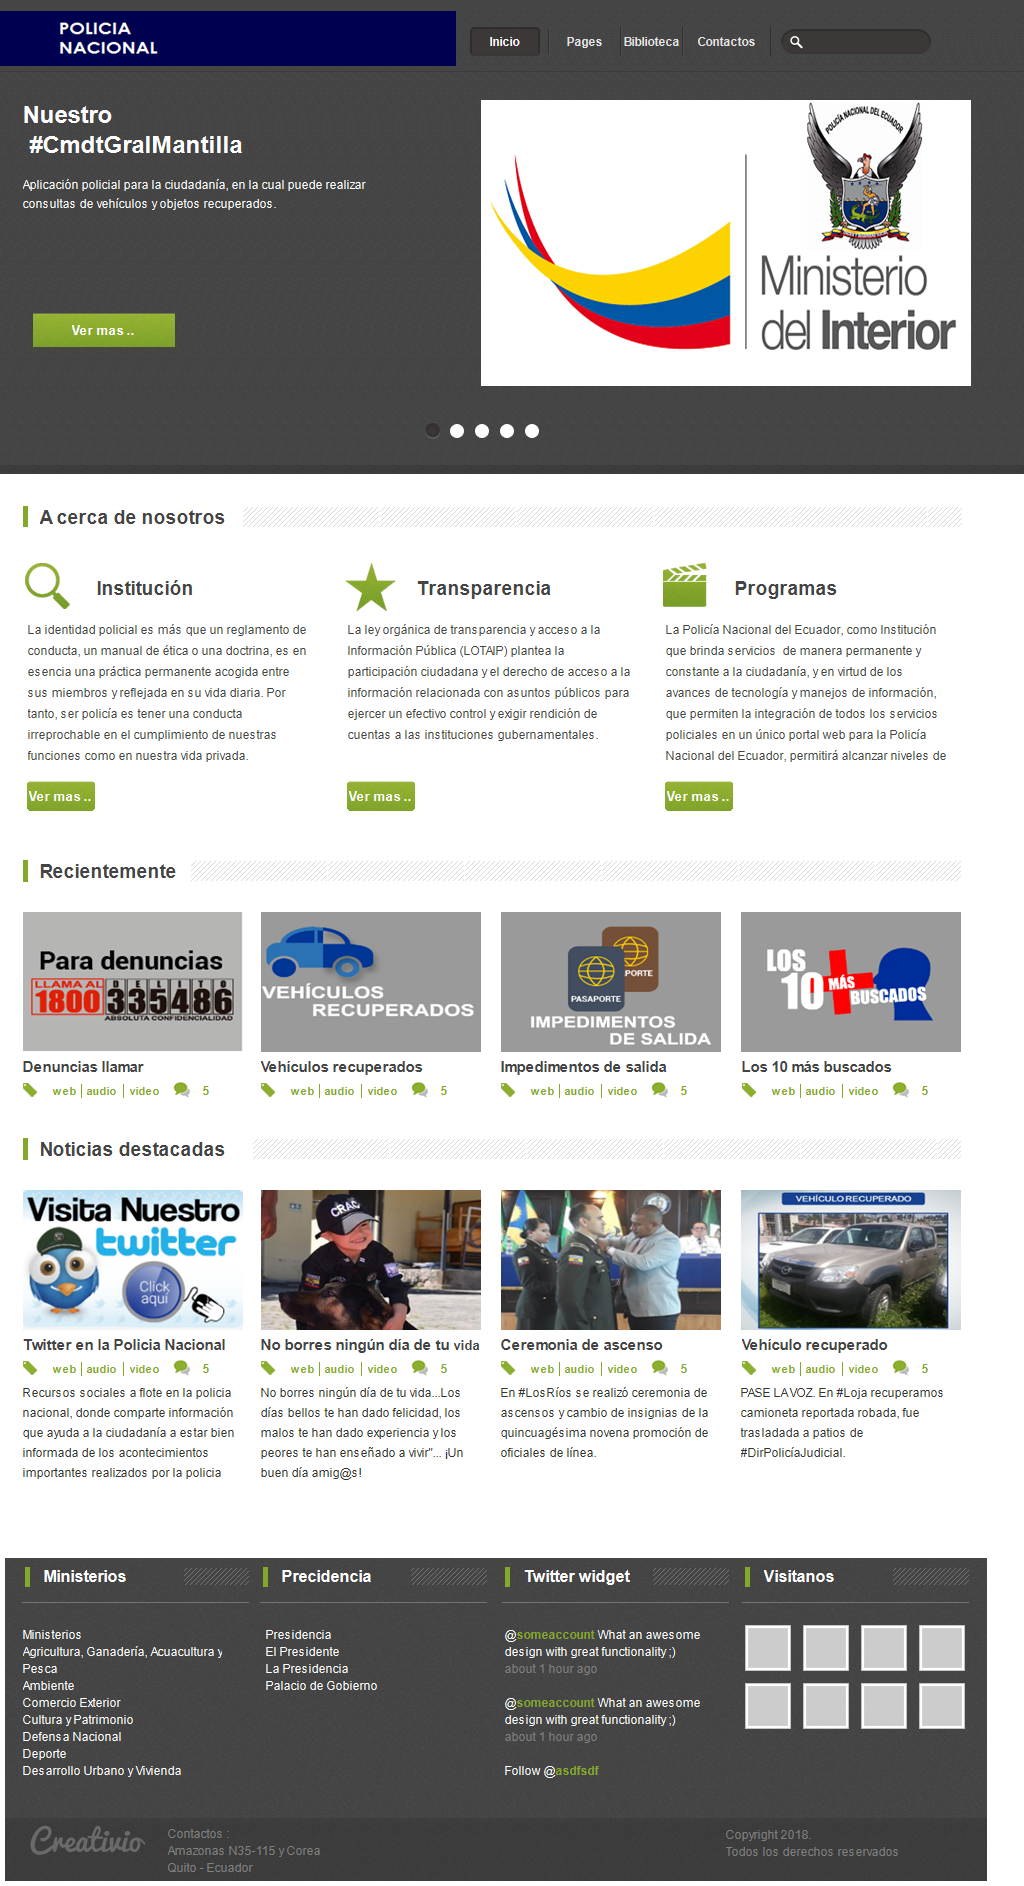 POLICIA
NACIONAL
Inicio
Pages
Biblioteca
Contactos
Nuestro
#CmdtGralMantilla
Aplicación policial para la ciudadanía, en la cual puede realizar
consultas de vehículos y objetos recuperados.
Ver mas ..
POLICÍA NACIONAL DEL ECUADOR
Ministerio
del Interior
A cerca de nosotros
Institución
La identidad policial es más que un reglamento de
conducta, un manual de ética o una doctrina, es en
esencia una práctica permanente acogida entre
sus miembros y reflejada en su vida diaria. Por
tanto, ser policía es tener una conducta
irreprochable en el cumplimiento de nuestras
funciones como en nuestra vida privada.
Ver mas ..
Transparencia
La ley orgánica de transparencia y acceso a la
Información Pública (LOTAIP) plantea la
participación ciudadana y el derecho de acceso a la
información relacionada con asuntos públicos para
ejercer un efectivo control y exigir rendición de
cuentas a las instituciones gubernamentales.
Ver mas ..
Programas
La Policía Nacional del Ecuador, como Institución
que brinda servicios de manera permanente y
constante a la ciudadanía, y en virtud de los
avances de tecnología y manejos de información,
que permiten la integración de todos los servicios
policiales en un único portal web para la Policía
Nacional del Ecuador, permitirá alcanzar niveles de
Ver mas ..
Recientemente
Para denuncias
LLAMA AL
1800
DELITO
335486
ABSOLUTA CONFIDENCIALIDAD
Denuncias llamar
web | audio | video 5
VEHÍCULOS
RECUPERADOS
Vehículos recuperados
web | audio | video 5
PORTE
PASAPORTE
IMPEDIMENTOS
DE SALIDA
Impedimentos de salida
web | audio | video 5
LOS
10 MÁS
BUSCADOS
Los 10 más buscados
web | audio | video 5
Noticias destacadas
Visita Nuestro
twitter
Click
aqui
Twitter en la Policia Nacional
web | audio | video 5
Recursos sociales a flote en la policia
nacional, donde comparte información
que ayuda a la ciudadanía a estar bien
informada de los acontecimientos
importantes realizados por la policia
CRAC
No borres ningún día de tu vida
web | audio | video 5
No borres ningún día de tu vida...Los
días bellos te han dado felicidad, los
malos te han dado experiencia y los
peores te han enseñado a vivir"... ¡Un
buen día amig@s!
Ceremonia de ascenso
web | audio | video 5
En #LosRíos se realizó ceremonia de
ascensos y cambio de insignias de la
quincuagésima novena promoción de
oficiales de línea.
VEHÍCULO RECUPERADO
Vehículo recuperado
web | audio | video 5
PASE LA VOZ. En #Loja recuperamos
camioneta reportada robada, fue
trasladada a patios de
#DirPolicíaJudicial.
Ministerios
Ministerios
Agricultura, Ganadería, Acuacultura y
Pesca
Ambiente
Comercio Exterior
Cultura y Patrimonio
Defensa Nacional
Deporte
Desarrollo Urbano y Vivienda
Precidencia
Presidencia
El Presidente
La Presidencia
Palacio de Gobierno
Twitter widget
@someaccount What an awesome
design with great functionality ;)
about 1 hour ago
@someaccount What an awesome
design with great functionality ;)
about 1 hour ago
Follow @asdfsdf
Visitanos
Creativio
Contactos :
Amazonas N35-115 y Corea
Quito - Ecuador
Copyright 2018.
Todos los derechos reservados